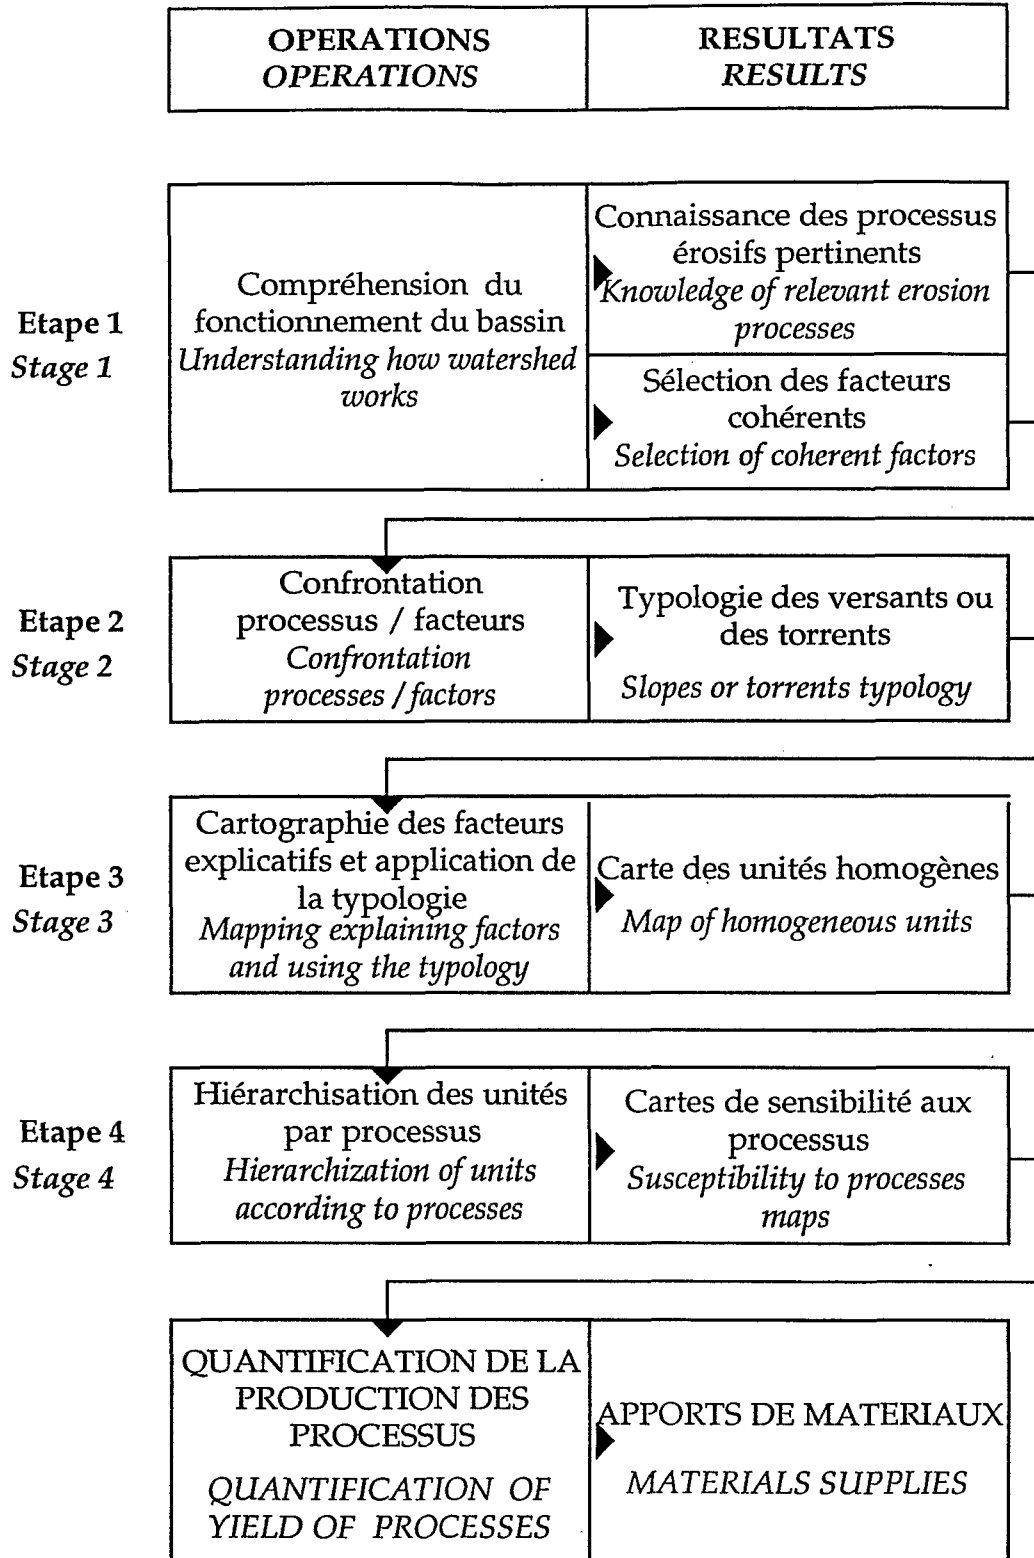 OPERATIONS
OPERATIONS
RESULTATS
RESULTS
Etape 1
Stage 1
Compréhension du
fonctionnement du bassin
Understanding how watershed
works
Connaissance des processus
érosifs pertinents
Knowledge of relevant erosion
processes
Sélection des facteurs
cohérents
Selection of coherent factors
Etape 2
Stage 2
Confrontation
processus / facteurs
Confrontation
processes / factors
Typologie des versants ou
des torrents
Slopes or torrents typology
Etape 3
Stage 3
Cartographie des facteurs
explicatifs et application de
la typologie
Mapping explaining factors
and using the typology
Carte des unités homogènes
Map of homogeneous units
Etape 4
Stage 4
Hiérarchisation des unités
par processus
Hierarchization of units
according to processes
Cartes de sensibilité aux
processus
Susceptibility to processes
maps
QUANTIFICATION DE LA
PRODUCTION DES
PROCESSUS
QUANTIFICATION OF
YIELD OF PROCESSES
APPORTS DE MATERIAUX
MATERIALS SUPPLIES